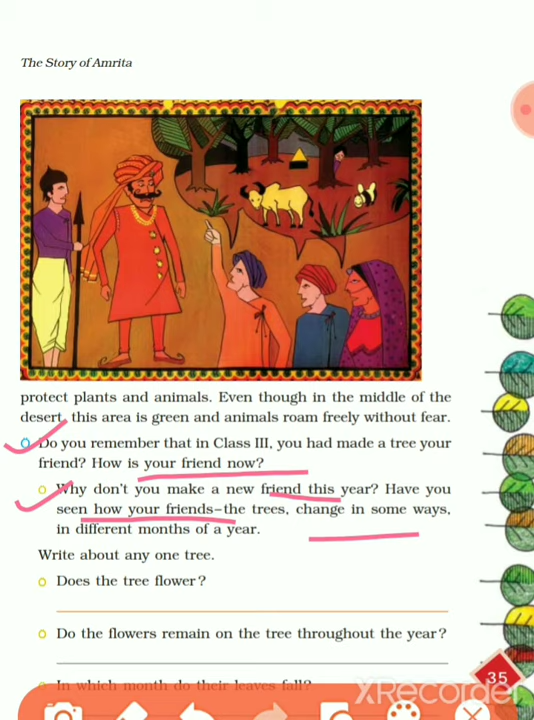 The Story of Amrita
protect plants and animals. Even though in the middle of the
desert, this area is green and animals roam freely without fear.
Do you remember that in Class III, you had made a tree your
friend? How is your friend now?
Why don't you make a new friend this year? Have you
seen how your friends–the trees, change in some ways,
in different months of a year.
Write about any one tree.
Does the tree flower?
Do the flowers remain on the tree throughout the year?
In which month do their leaves fall?
35
XRecorder